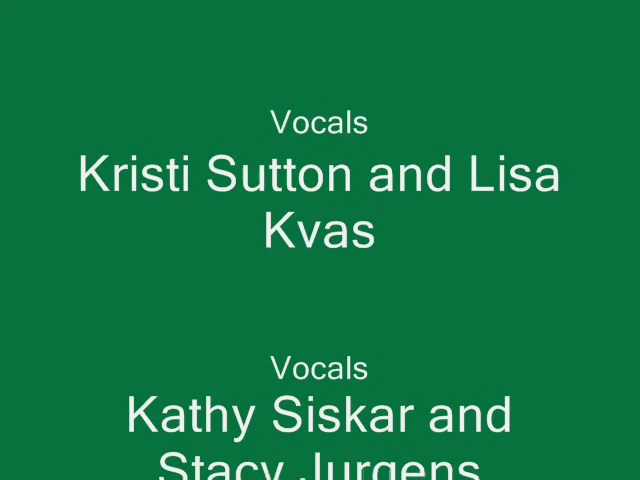 Vocals
Kristi Sutton and Lisa
Kvas
Vocals
Kathy Siskar and
Stacy Jurgens